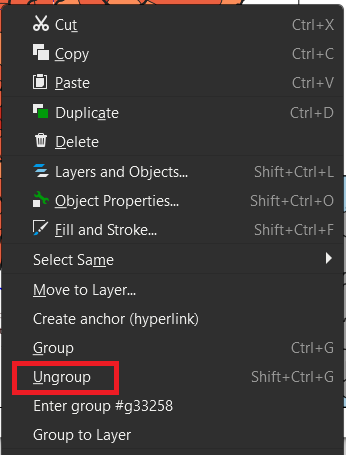 Cut Ctrl+X
Copy Ctrl+C
Paste Ctrl+V
Duplicate Ctrl+D
Delete
Layers and Objects... Shift+Ctrl+L
Object Properties... Shift+Ctrl+O
Fill and Stroke... Shift+Ctrl+F
Select Same
Move to Layer...
Create anchor (hyperlink)
Group Ctrl+G
Ungroup Shift+Ctrl+G
Enter group #g33258
Group to Layer